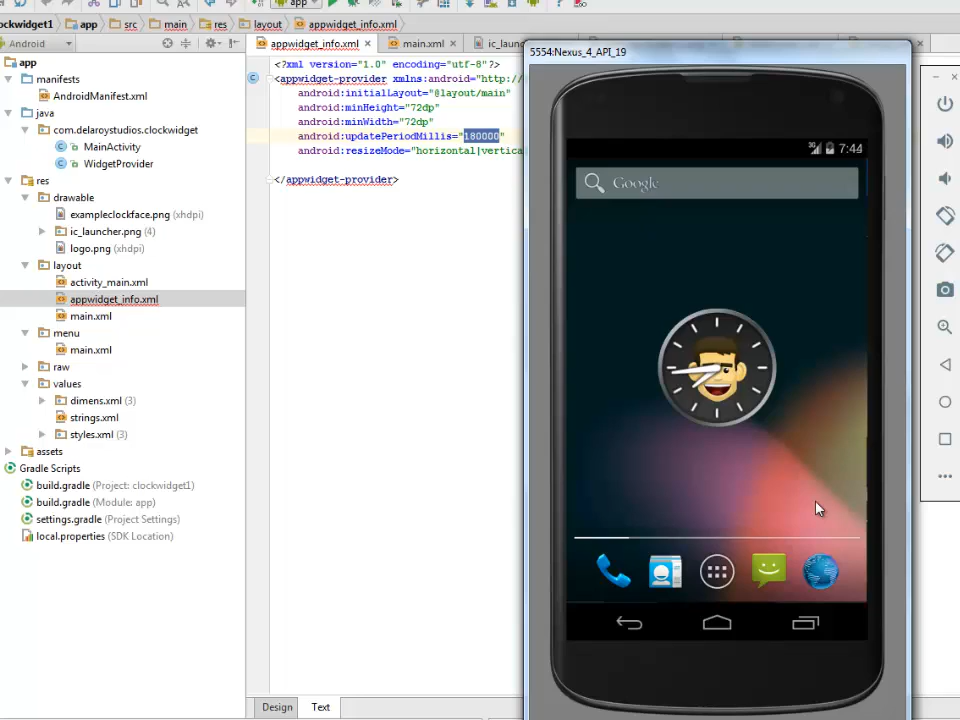 app
ockwidget1 app src main res layout appwidget_info.xml
Android
appwidget_info.xml main.xml ic_launc
5554:Nexus_4_API_19
app
manifests
AndroidManifest.xml
java
com.delaroystudios.clockwidget
MainActivity
WidgetProvider
res
drawable
exampleclockface.png (xhdpi)
ic_launcher.png (4)
logo.png (xhdpi)
layout
activity_main.xml
appwidget_info.xml
main.xml
menu
main.xml
raw
values
dimens.xml (3)
strings.xml
styles.xml (3)
assets
Gradle Scripts
build.gradle (Project: clockwidget1)
build.gradle (Module: app)
settings.gradle (Project Settings)
local.properties (SDK Location)
<?xml version="1.0" encoding="utf-8"?>
<appwidget-provider xmlns:android="http:/
android:initialLayout="@layout/main"
android:minHeight="72dp"
android:minWidth="72dp"
android:updatePeriodMillis="180000"
android:resizeMode="horizontal|vertica
</appwidget-provider>
Design Text
3G 7:44
Google